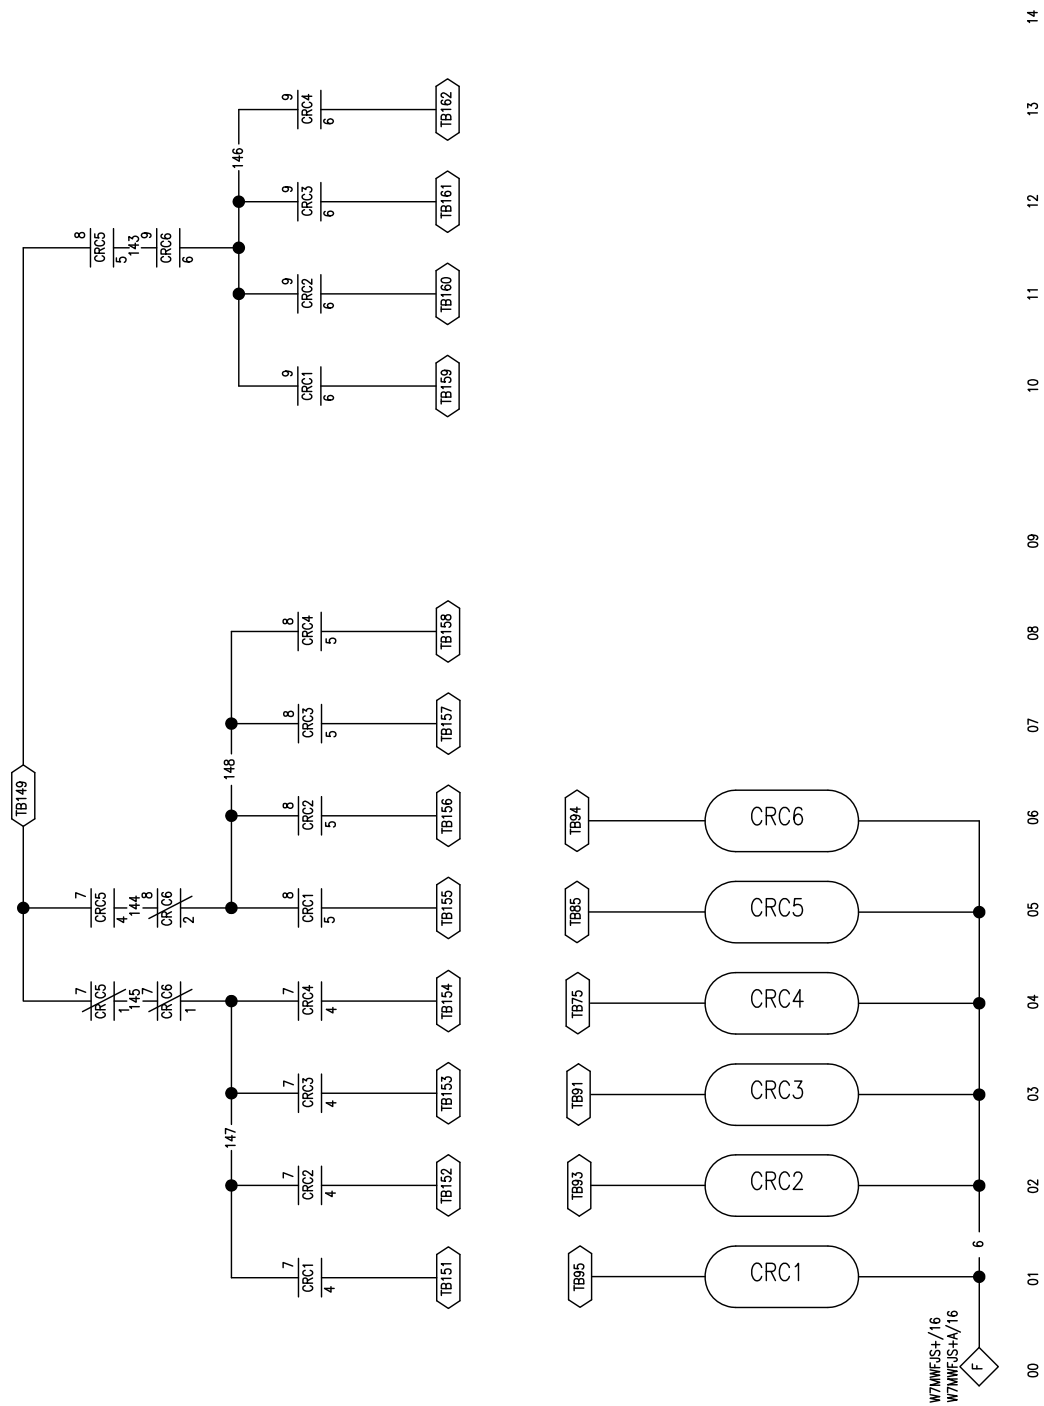 TB149
7
CRC5
1
145
7
CRC6
1
7
CRC5
4
144
8
CRC6
2
8
CRC5
5
143
9
CRC6
6
147
148
146
7
CRC1
4
TB151
7
CRC2
4
TB152
7
CRC3
4
TB153
7
CRC4
4
TB154
8
CRC1
5
TB155
8
CRC2
5
TB156
8
CRC3
5
TB157
8
CRC4
5
TB158
9
CRC1
6
TB159
9
CRC2
6
TB160
9
CRC3
6
TB161
9
CRC4
6
TB162
TB95
CRC1
TB93
CRC2
TB91
CRC3
TB75
CRC4
TB85
CRC5
TB94
CRC6
W7MWFJS+/16
W7MWFJS+A/16
F
6
00
01
02
03
04
05
06
07
08
09
10
11
12
13
14